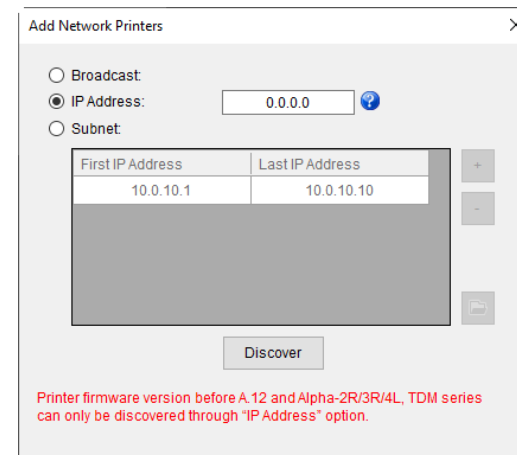 Add Network Printers
Broadcast:
IP Address: 0.0.0.0 ?
Subnet:
First IP Address Last IP Address +
10.0.10.1 10.0.10.10
-
Discover
Printer firmware version before A.12 and Alpha-2R/3R/4L, TDM series
can only be discovered through “IP Address” option.